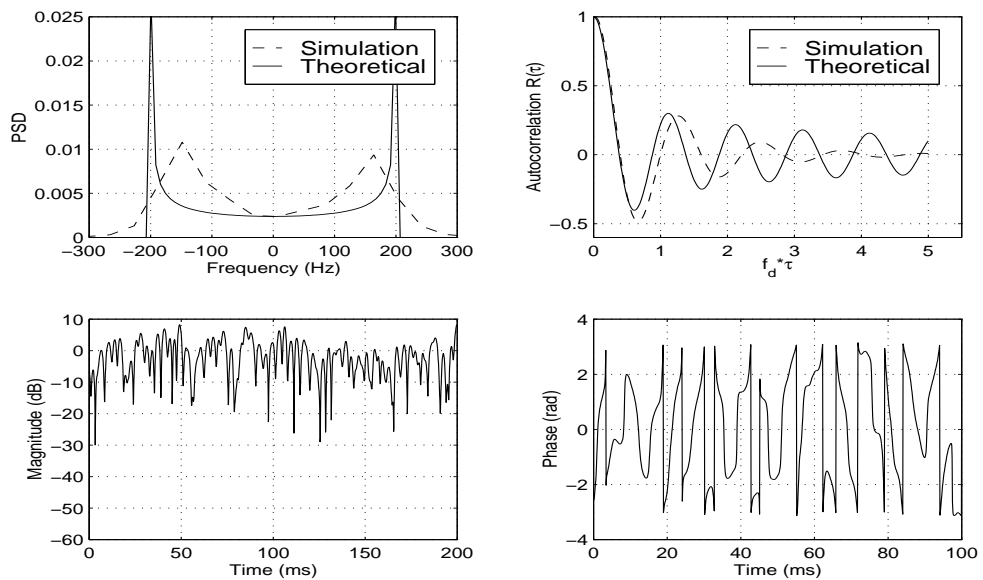 0.025
0.02
0.015
0.01
0.005
0
PSD
−300 −200 −100 0 100 200 300
Frequency (Hz)
Simulation
Theoretical
1
0.5
0
−0.5
Autocorrelation R(τ)
0 1 2 3 4 5
f_d*τ
Simulation
Theoretical
10
0
−10
−20
−30
−40
−50
−60
Magnitude (dB)
0 50 100 150 200
Time (ms)
4
2
0
−2
−4
Phase (rad)
0 20 40 60 80 100
Time (ms)